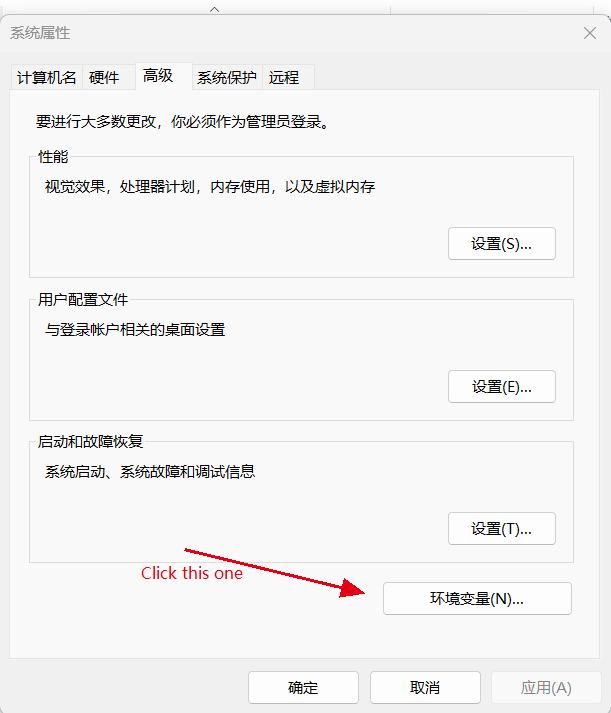 系统属性
计算机名 硬件 高级 系统保护 远程
要进行大多数更改，你必须作为管理员登录。
性能
视觉效果，处理器计划，内存使用，以及虚拟内存
设置(S)...
用户配置文件
与登录帐户相关的桌面设置
设置(E)...
启动和故障恢复
系统启动、系统故障和调试信息
设置(T)...
Click this one
环境变量(N)...
确定 取消 应用(A)